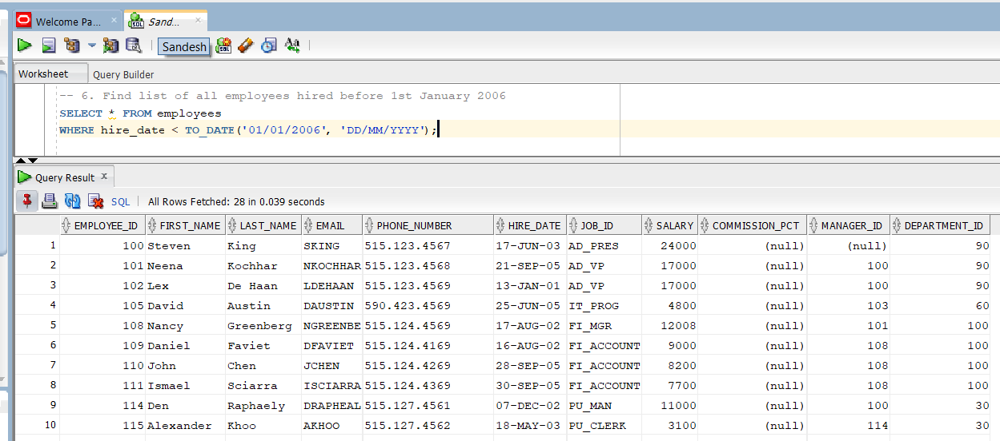 Welcome Pa... Sand...
Sandesh
Worksheet Query Builder
-- 6. Find list of all employees hired before 1st January 2006
SELECT * FROM employees
WHERE hire_date < TO_DATE('01/01/2006', 'DD/MM/YYYY');
Query Result
SQL All Rows Fetched: 28 in 0.039 seconds
EMPLOYEE_ID FIRST_NAME LAST_NAME EMAIL PHONE_NUMBER HIRE_DATE JOB_ID SALARY COMMISSION_PCT MANAGER_ID DEPARTMENT_ID
1 100 Steven King SKING 515.123.4567 17-JUN-03 AD_PRES 24000 (null) (null) 90
2 101 Neena Kochhar NKOCHHAR 515.123.4568 21-SEP-05 AD_VP 17000 (null) 100 90
3 102 Lex De Haan LDEHAAN 515.123.4569 13-JAN-01 AD_VP 17000 (null) 100 90
4 105 David Austin DAUSTIN 590.423.4569 25-JUN-05 IT_PROG 4800 (null) 103 60
5 108 Nancy Greenberg NGREENBE 515.124.4569 17-AUG-02 FI_MGR 12008 (null) 101 100
6 109 Daniel Faviet DFAVIET 515.124.4169 16-AUG-02 FI_ACCOUNT 9000 (null) 108 100
7 110 John Chen JCHEN 515.124.4269 28-SEP-05 FI_ACCOUNT 8200 (null) 108 100
8 111 Ismael Sciarra ISCIARRA 515.124.4369 30-SEP-05 FI_ACCOUNT 7700 (null) 108 100
9 114 Den Raphaely DRAPHEAL 515.127.4561 07-DEC-02 PU_MAN 11000 (null) 100 30
10 115 Alexander Khoo AKHOO 515.127.4562 18-MAY-03 PU_CLERK 3100 (null) 114 30